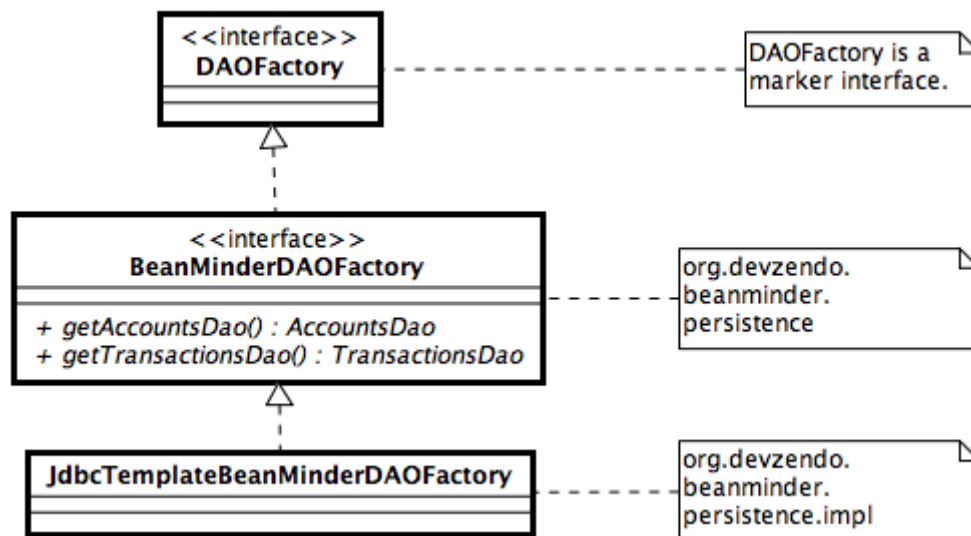 <<interface>>
DAOFactory
DAOFactory is a
marker interface.
<<interface>>
BeanMinderDAOFactory
+ getAccountsDao() : AccountsDao
+ getTransactionsDao() : TransactionsDao
org.devzendo.
beanminder.
persistence
JdbcTemplateBeanMinderDAOFactory
org.devzendo.
beanminder.
persistence.impl